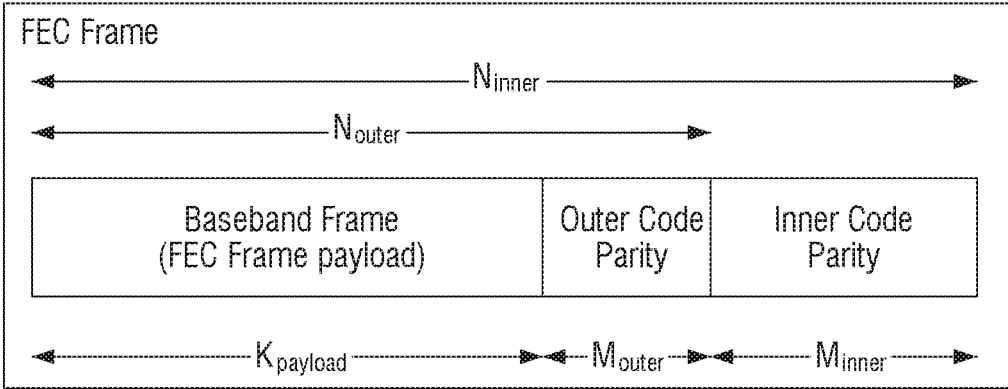 FEC Frame
Ninner
Nouter
Baseband Frame
(FEC Frame payload)
Outer Code
Parity
Inner Code
Parity
Kpayload
Mouter
Minner